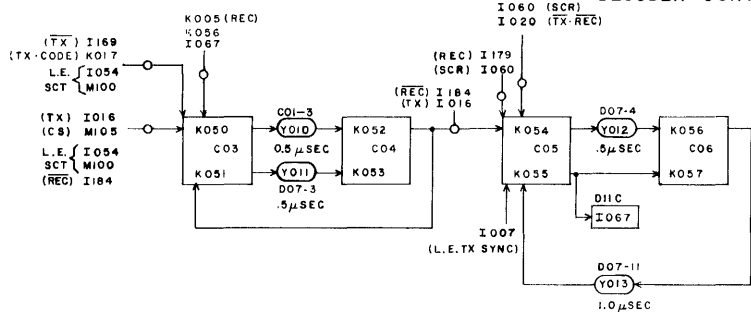 I060 (SCR)
I020 (TX·REC)
K005 (REC)
K056
I067
(TX) I169
(TX·CODE) K017
L.E. { I054
SCT { M100
(TX) I016
(CS) M105
L.E. { I054
SCT { M100
(REC) I184
K050
C03
K051
C01-3
Y010
0.5 µSEC
Y011
D07-3
.5µSEC
K052
C04
K053
(REC) I179
(SCR) I060
(REC) I184
(TX) I016
K054
C05
K055
I007
(L.E.TX SYNC)
D07-4
Y012
.5µSEC
K056
C06
K057
D11C
I067
D07-11
Y013
1.0µSEC